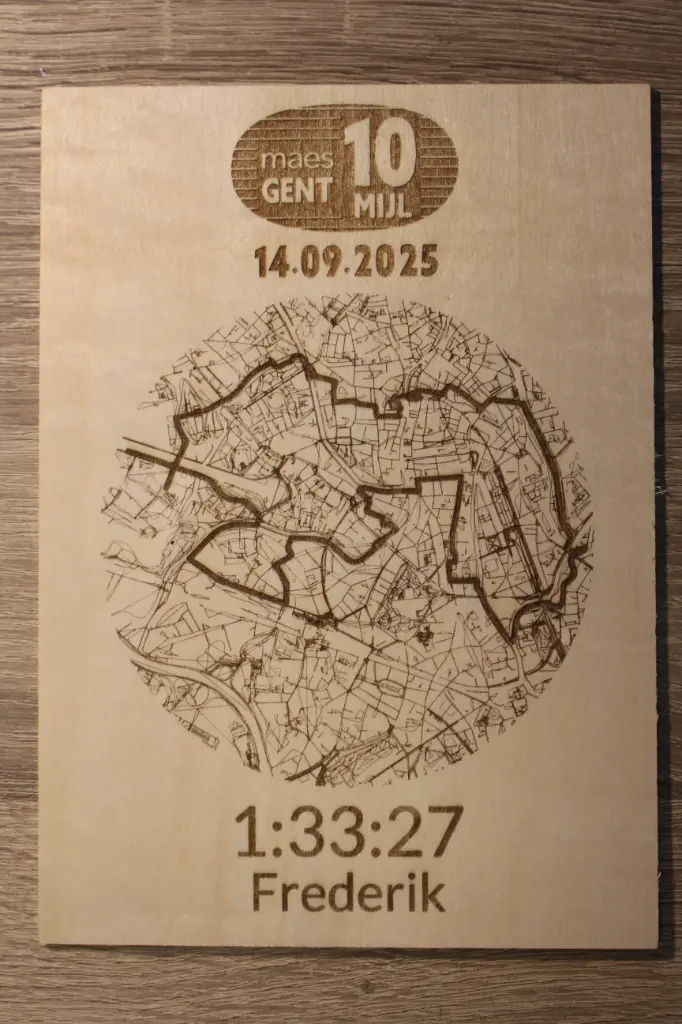 maes 10
GENT MIJL
14.09.2025
1:33:27
Frederik